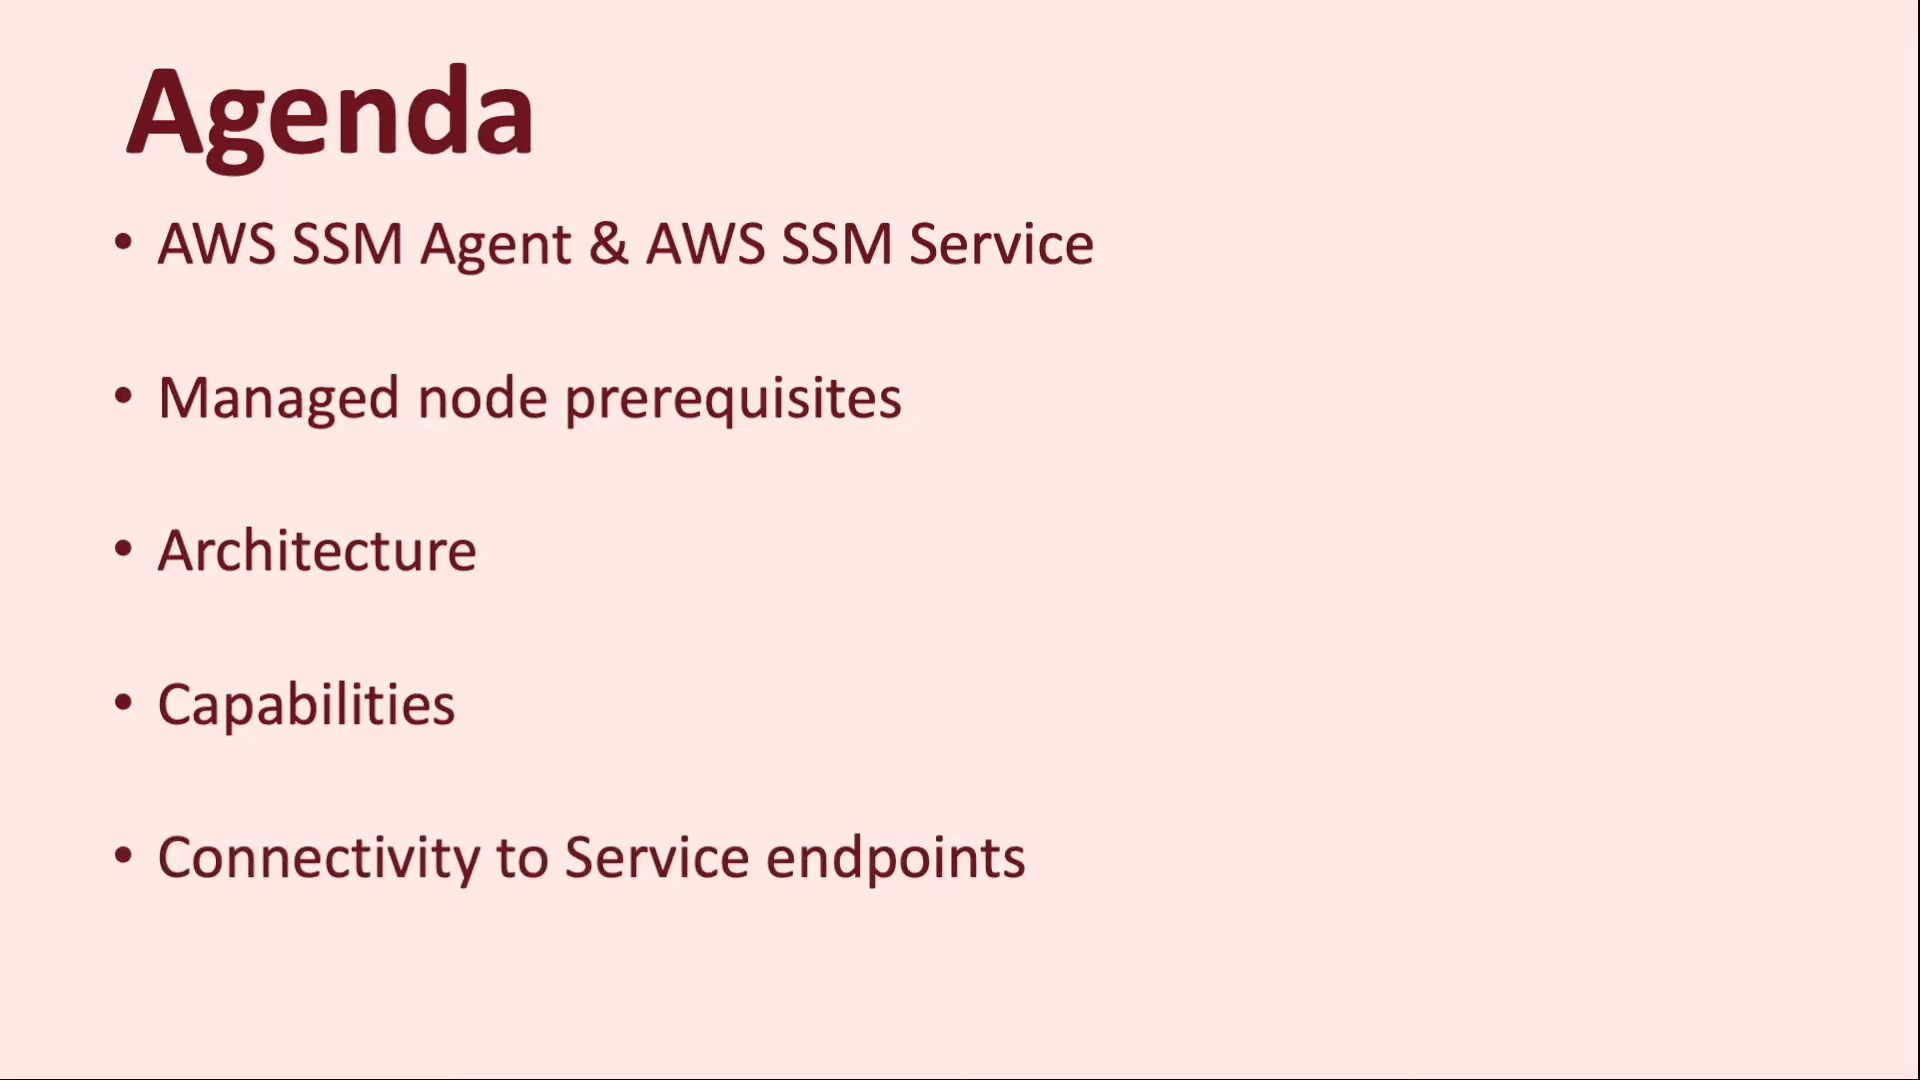 Agenda
• AWS SSM Agent & AWS SSM Service
• Managed node prerequisites
• Architecture
• Capabilities
• Connectivity to Service endpoints